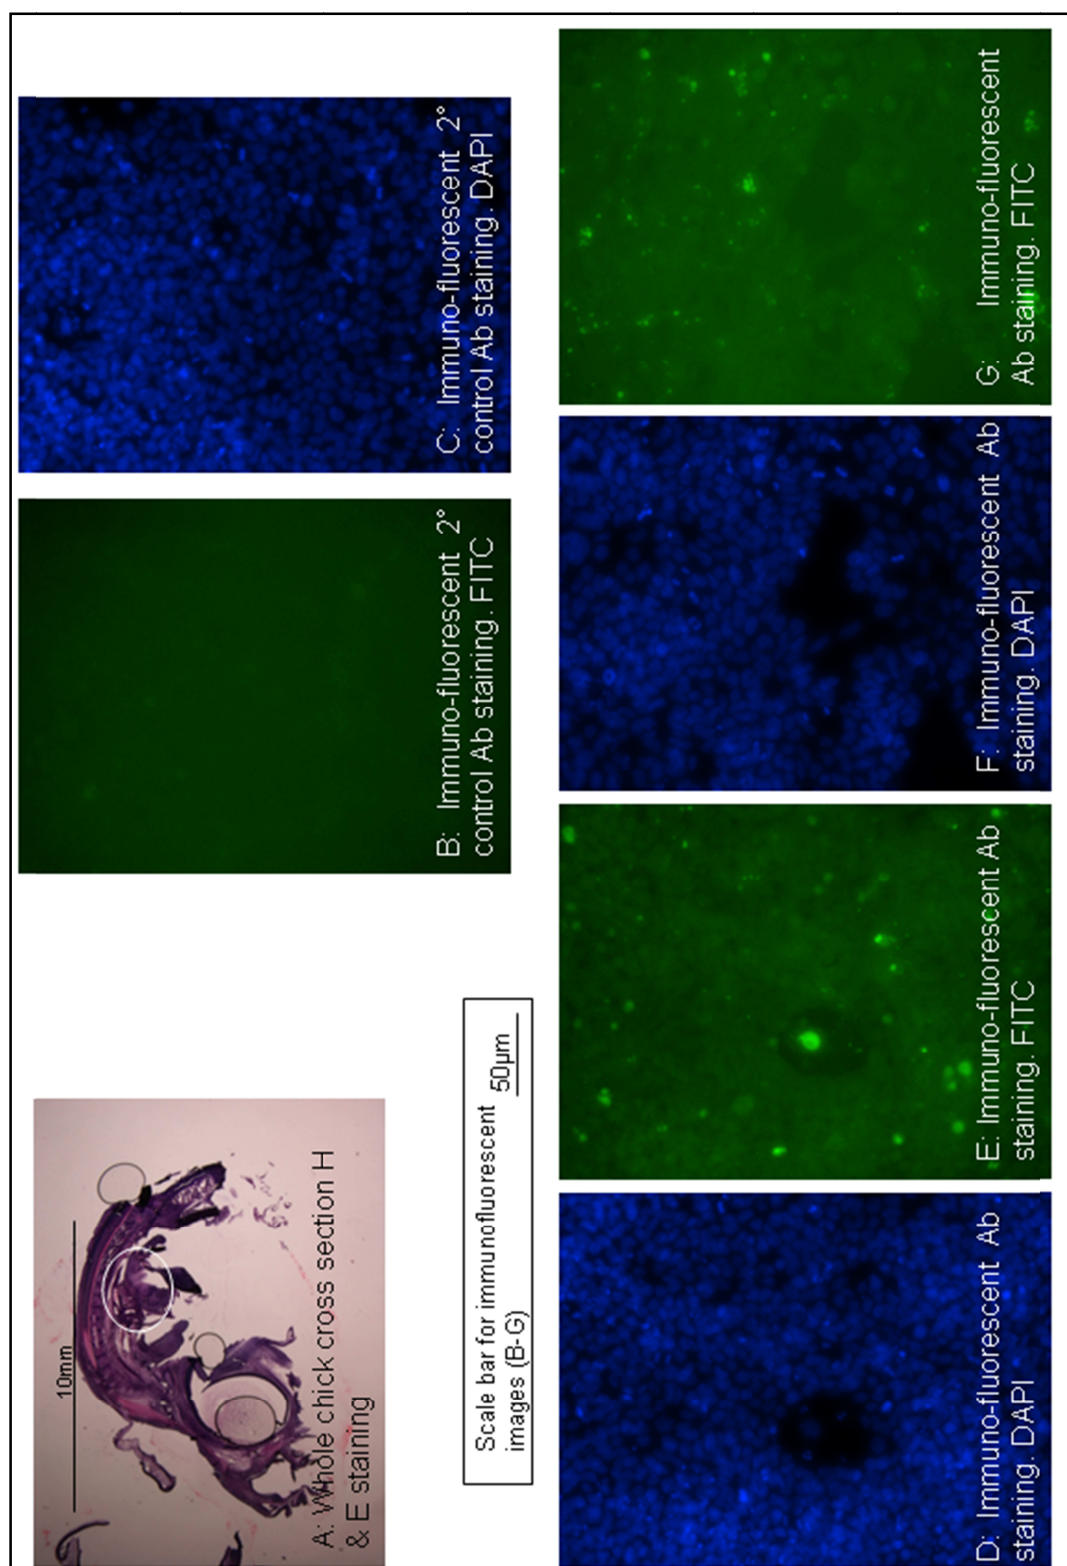 10mm
A: Whole chick cross section H
& E staining
B: Immuno-fluorescent 2°
control Ab staining. FITC
C: Immuno-fluorescent 2°
control Ab staining. DAPI
Scale bar for immunofluorescent
images (B-G)
50µm
D: Immuno-fluorescent Ab
staining. DAPI
E: Immuno-fluorescent Ab
staining. FITC
F: Immuno-fluorescent Ab
staining. DAPI
G: Immuno-fluorescent
Ab staining. FITC